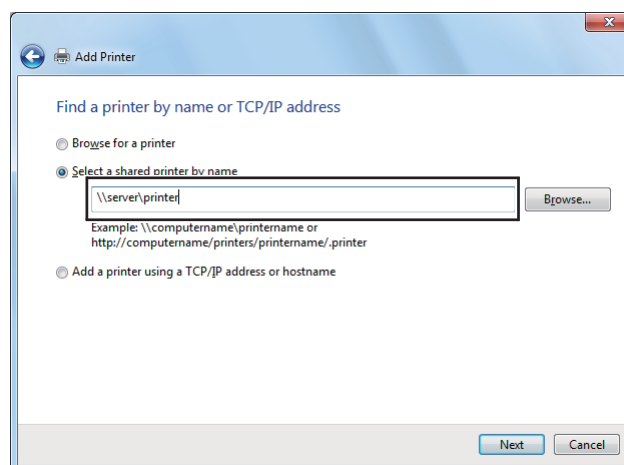 Add Printer
Find a printer by name or TCP/IP address
Browse for a printer
Select a shared printer by name
\\server\printer
Browse...
Example: \\computername\printername or
http://computername/printers/printername/.printer
Add a printer using a TCP/IP address or hostname
Next
Cancel